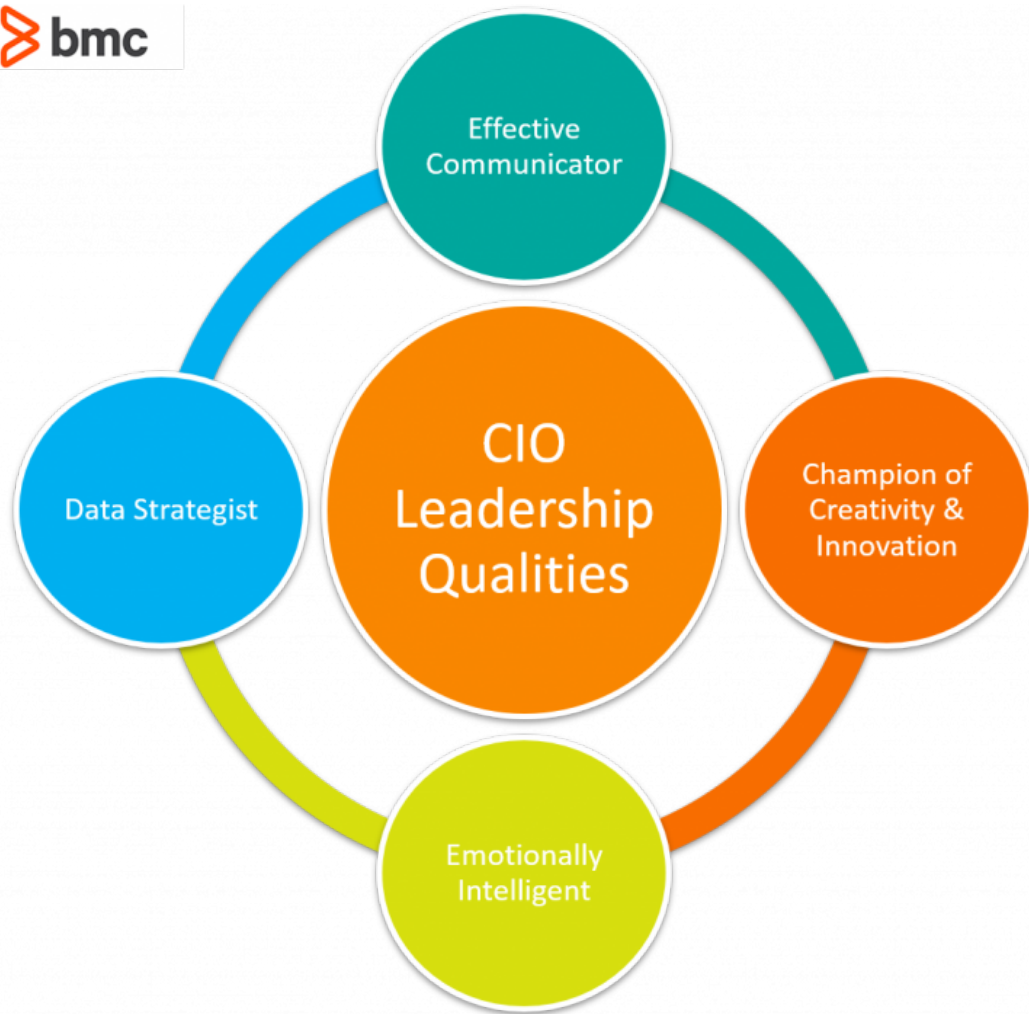 bmc
Effective
Communicator
CIO
Leadership
Qualities
Champion of
Creativity &
Innovation
Data Strategist
Emotionally
Intelligent